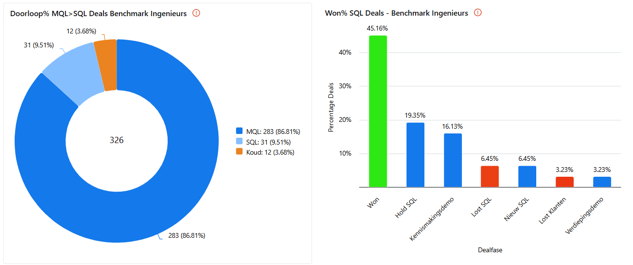 Doorloop% MQL>SQL Deals Benchmark Ingenieurs
12 (3.68%)
31 (9.51%)
326
MQL: 283 (86.81%)
SQL: 31 (9.51%)
Koud: 12 (3.68%)
283 (86.81%)
Won% SQL Deals - Benchmark Ingenieurs
45.16%
40%
30%
20%
10%
19.35%
16.13%
6.45%
6.45%
3.23%
3.23%
Percentage Deals
Won
Hold SQL
Kennismakingsdemo
Lost SQL
Nieuw SQL
Lost Klanten
Verdiepingsdemo
Dealfase